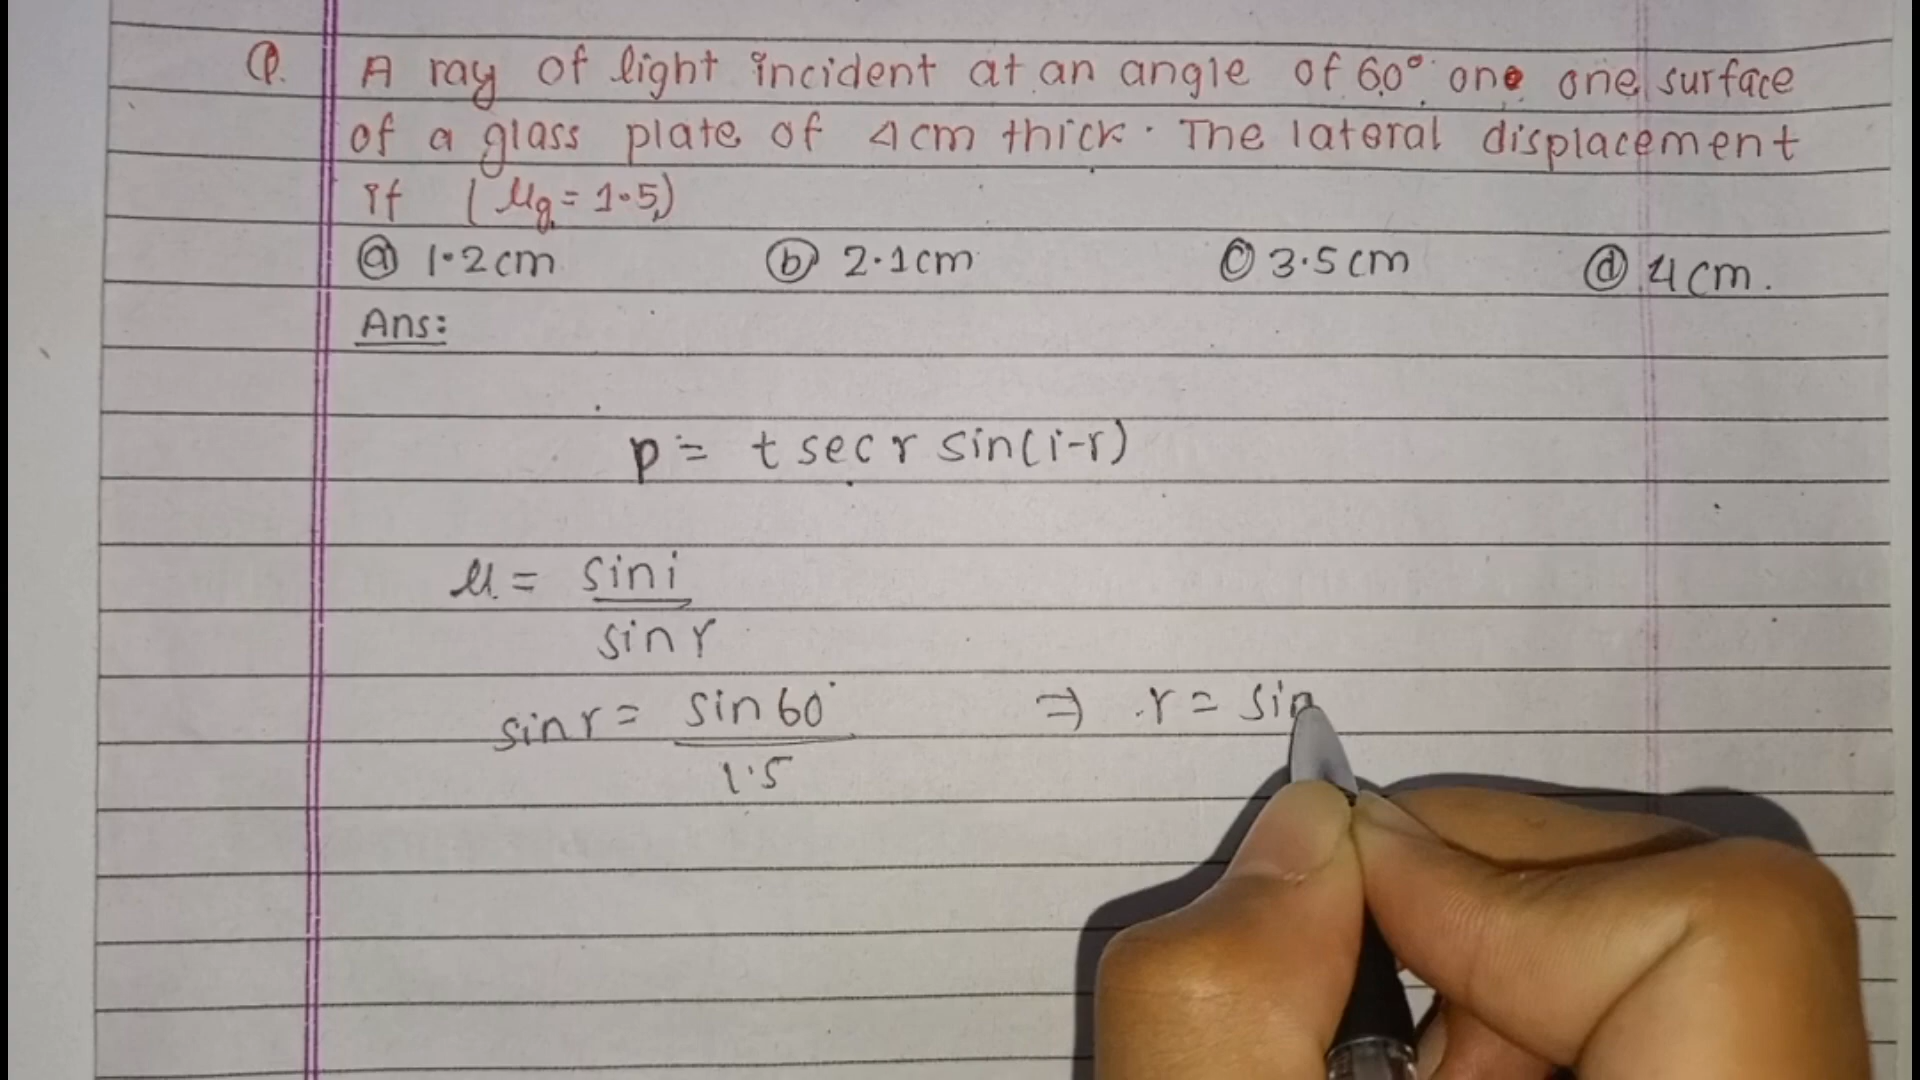 Q. A ray of light incident at an angle of 60° one one surface
of a glass plate of 4cm thick. The lateral displacement
if (μg = 1.5)
(a) 1.2cm (b) 2.1cm (c) 3.5cm (d) 4cm.
Ans:
p = t sec r sin(i-r)
μ = sin i
sin r
sin r = sin 60° ⇒ r = sin
1.5